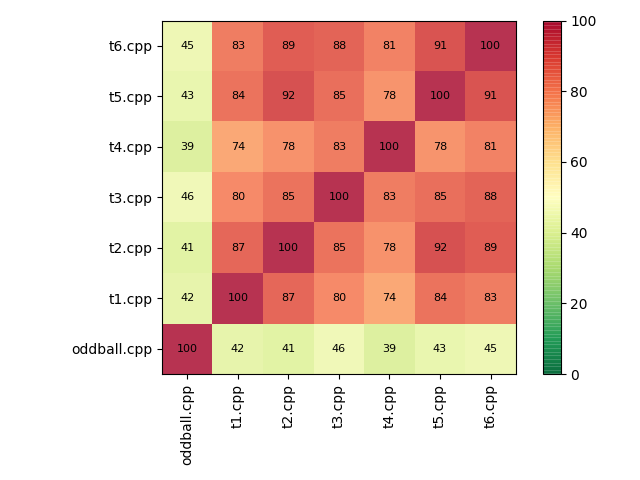 t6.cpp 45 83 89 88 81 91 100
t5.cpp 43 84 92 85 78 100 91
t4.cpp 39 74 78 83 100 78 81
t3.cpp 46 80 85 100 83 85 88
t2.cpp 41 87 100 85 78 92 89
t1.cpp 42 100 87 80 74 84 83
oddball.cpp 100 42 41 46 39 43 45
oddball.cpp
t1.cpp
t2.cpp
t3.cpp
t4.cpp
t5.cpp
t6.cpp
100
80
60
40
20
0